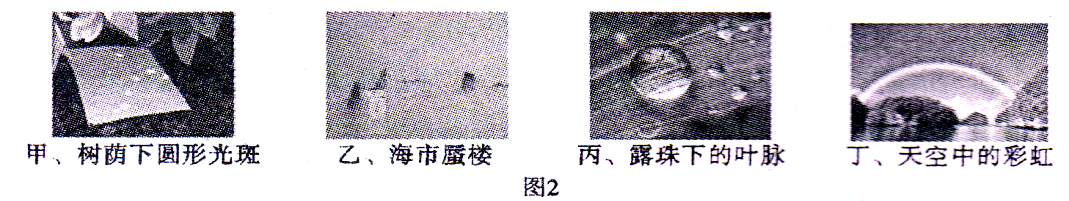 甲、树荫下圆形光斑
乙、海市蜃楼
丙、露珠下的叶脉
丁、天空中的彩虹
图2